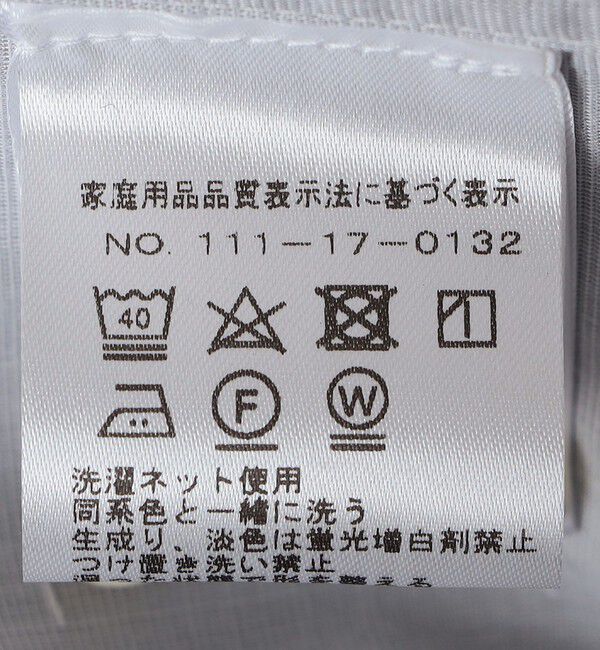 家庭用品品質表示法に基づく表示
NO. 111-17-0132
40
F
W
洗濯ネット使用
同系色と一緒に洗う
生成り、淡色は蛍光増白剤禁止
つけ置き洗い禁止